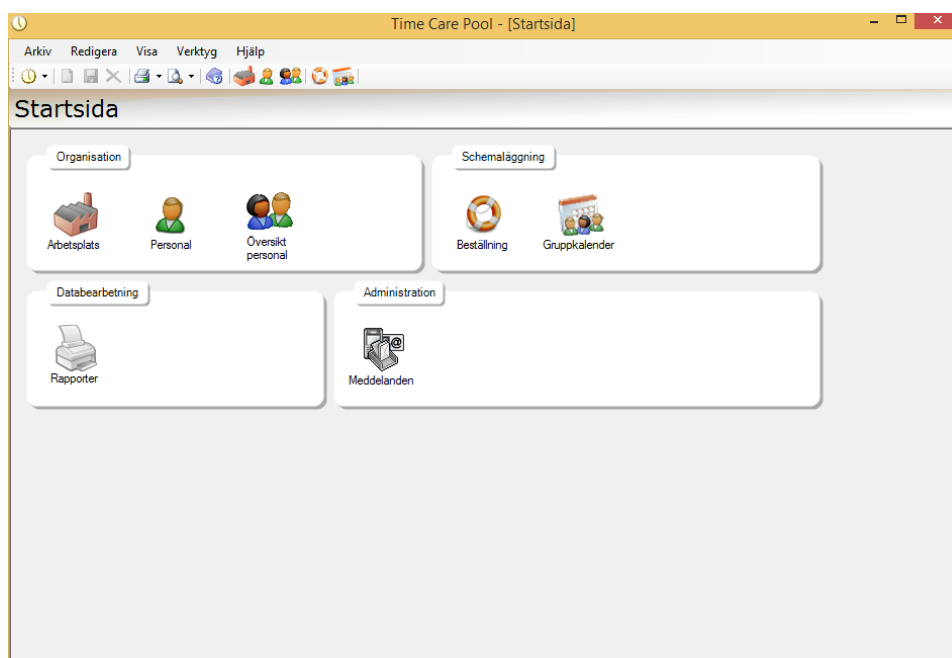 Time Care Pool - [Startsida]
Arkiv Redigera Visa Verktyg Hjälp
Startsida
Organisation
Arbetsplats
Personal
Översikt
personal
Schemaläggning
Beställning
Gruppkalender
Databearbetning
Rapporter
Administration
@
Meddelanden